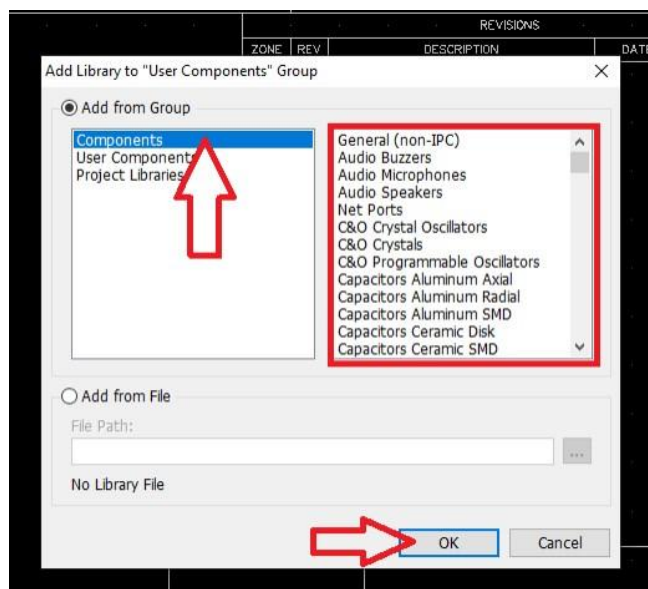 REVISIONS
ZONE REV DESCRIPTION DATE
Add Library to "User Components" Group
Add from Group
Components
User Components
Project Libraries
General (non-IPC)
Audio Buzzers
Audio Microphones
Audio Speakers
Net Ports
C&O Crystal Oscillators
C&O Crystals
C&O Programmable Oscillators
Capacitors Aluminum Axial
Capacitors Aluminum Radial
Capacitors Aluminum SMD
Capacitors Ceramic Disk
Capacitors Ceramic SMD
Add from File
File Path:
...
No Library File
OK Cancel